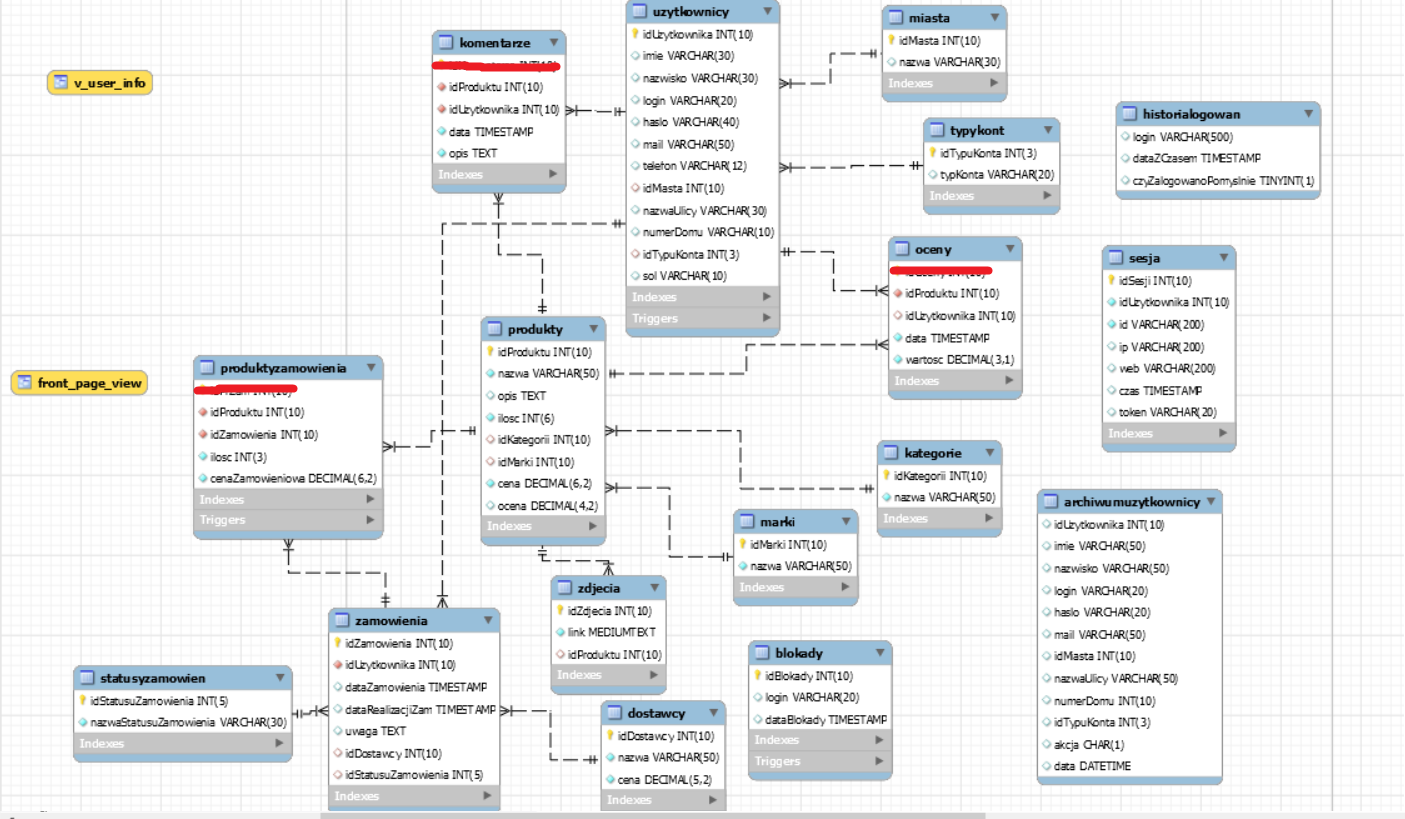 v_user_info
front_page_view
komentarze
idProduktu INT(10)
idUzytkownika INT(10)
data TIMESTAMP
opis TEXT
Indexes
uzytkownicy
idUzytkownika INT(10)
imie VARCHAR(30)
nazwisko VARCHAR(30)
login VARCHAR(20)
haslo VARCHAR(40)
mail VARCHAR(50)
telefon VARCHAR(12)
idMasta INT(10)
nazwaUlicy VARCHAR(30)
numerDomu VARCHAR(10)
idTypuKonta INT(3)
sol VARCHAR(10)
Indexes
Triggers
miasta
idMasta INT(10)
nazwa VARCHAR(30)
Indexes
typykont
idTypuKonta INT(3)
typKonta VARCHAR(20)
Indexes
historialogowan
login VARCHAR(500)
dataZCzasem TIMESTAMP
czyZalogowanoPomyslnie TINYINT(1)
oceny
idProduktu INT(10)
idUzytkownika INT(10)
data TIMESTAMP
wartosc DECIMAL(3,1)
Indexes
sesja
idSesji INT(10)
idUzytkownika INT(10)
id VARCHAR(200)
ip VARCHAR(200)
web VARCHAR(200)
czas TIMESTAMP
token VARCHAR(20)
Indexes
produkty
idProduktu INT(10)
nazwa VARCHAR(50)
opis TEXT
ilosc INT(6)
idKategorii INT(10)
idMarki INT(10)
cena DECIMAL(6,2)
ocena DECIMAL(4,2)
Indexes
produktyzamowienia
idProduktu INT(10)
idZamowienia INT(10)
ilosc INT(3)
cenaZamowieniowa DECIMAL(6,2)
Indexes
Triggers
kategorie
idKategorii INT(10)
nazwa VARCHAR(50)
Indexes
marki
idMarki INT(10)
nazwa VARCHAR(50)
Indexes
archiwumuzytkownicy
idUzytkownika INT(10)
imie VARCHAR(50)
nazwisko VARCHAR(50)
login VARCHAR(20)
haslo VARCHAR(20)
mail VARCHAR(50)
idMasta INT(10)
nazwaUlicy VARCHAR(50)
numerDomu INT(10)
idTypuKonta INT(3)
akcja CHAR(1)
data DATETIME
zdjecia
idZdjecia INT(10)
link MEDIUMTEXT
idProduktu INT(10)
Indexes
zamowienia
idZamowienia INT(10)
idUzytkownika INT(10)
dataZamowienia TIMESTAMP
dataRealizacjiZam TIMESTAMP
uwaga TEXT
idDostawcy INT(10)
idStatusuZamowienia INT(5)
Indexes
statusyzamowien
idStatusuZamowienia INT(5)
nazwaStatusuZamowienia VARCHAR(30)
Indexes
dostawcy
idDostawcy INT(10)
nazwa VARCHAR(50)
cena DECIMAL(5,2)
Indexes
blokady
idBlokady INT(10)
login VARCHAR(20)
dataBlokady TIMESTAMP
Indexes
Triggers